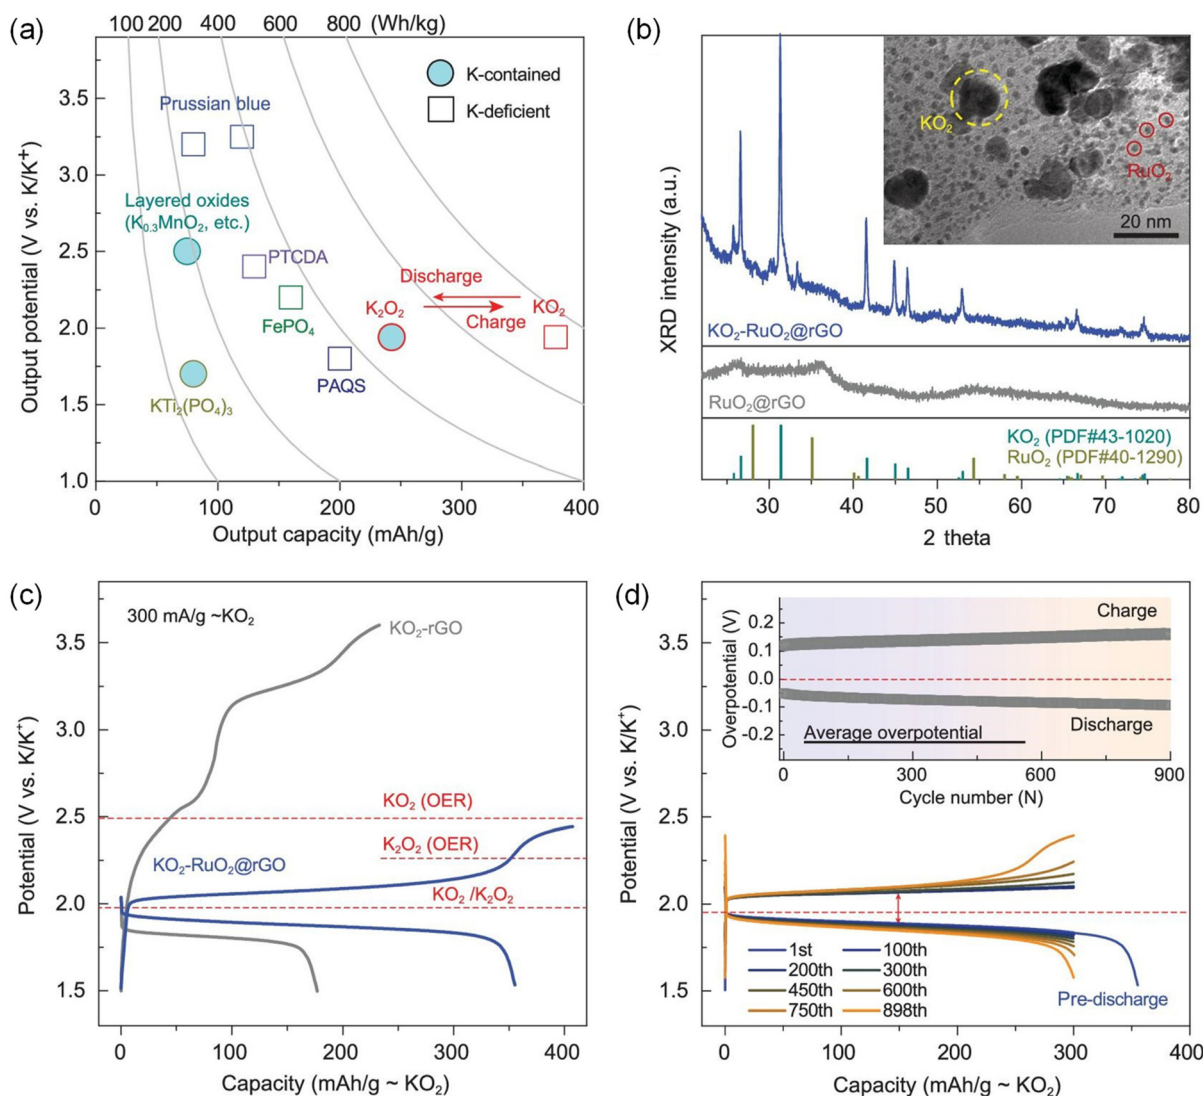 (a)
100 200 400 600 800 (Wh/kg)
K-contained
K-deficient
Prussian blue
Layered oxides
(K₀.₃MnO₂, etc.)
PTCDA
FePO₄
Discharge
Charge
K₂O₂
KO₂
PAQS
KTi₂(PO₄)₃
3.5
3.0
2.5
2.0
1.5
1.0
0 100 200 300 400
Output potential (V vs. K/K⁺)
Output capacity (mAh/g)
(b)
KO₂
RuO₂
20 nm
KO₂-RuO₂@rGO
RuO₂@rGO
KO₂ (PDF#43-1020)
RuO₂ (PDF#40-1290)
XRD intensity (a.u.)
30 40 50 60 70 80
2 theta
(c)
300 mA/g ~KO₂
KO₂-rGO
KO₂ (OER)
K₂O₂ (OER)
KO₂-RuO₂@rGO
KO₂ /K₂O₂
3.5
3.0
2.5
2.0
1.5
0 100 200 300 400
Potential (V vs. K/K⁺)
Capacity (mAh/g ~ KO₂)
(d)
0.2
0.1
0.0
-0.1
-0.2
Overpotential (V)
Charge
Discharge
Average overpotential
0 300 600 900
Cycle number (N)
3.5
3.0
2.5
2.0
1.5
Potential (V vs. K/K⁺)
1st 100th
200th 300th
450th 600th
750th 898th
Pre-discharge
0 100 200 300 400
Capacity (mAh/g ~ KO₂)